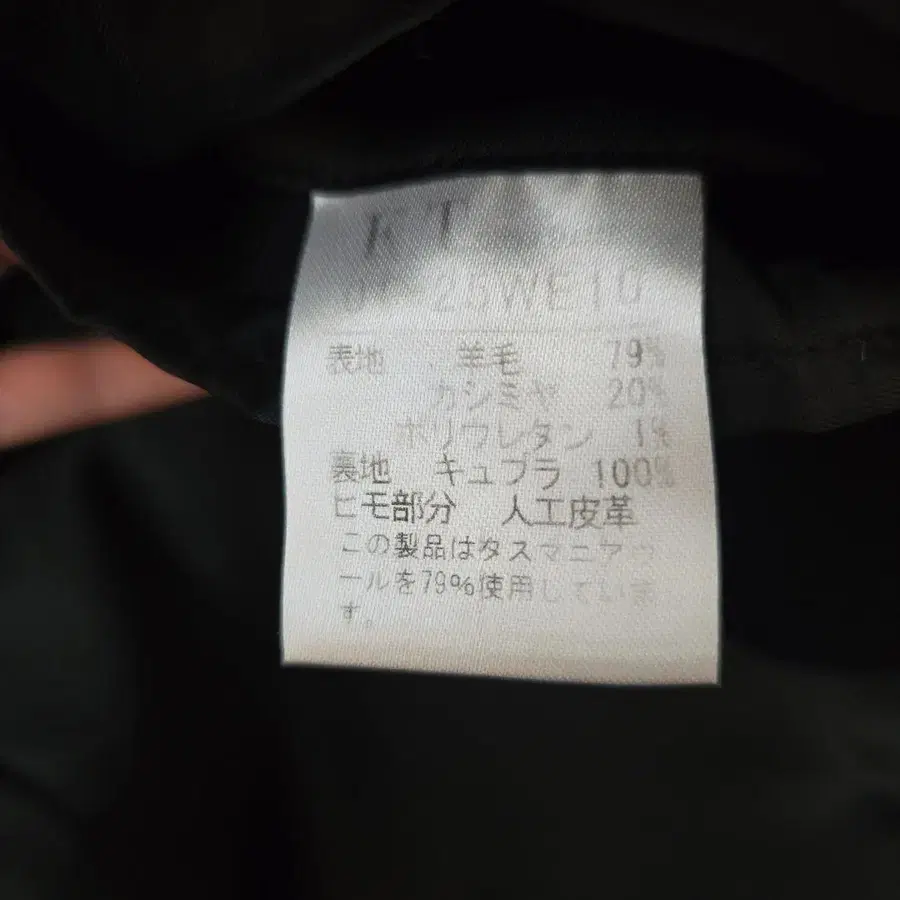 26WE10
表地 羊毛 79%
カシミヤ 20%
ポリウレタン 1%
裏地 キュプラ 100%
ヒモ部分 人工皮革
この製品はタスマニアウ
ールを79%使用していま
す。